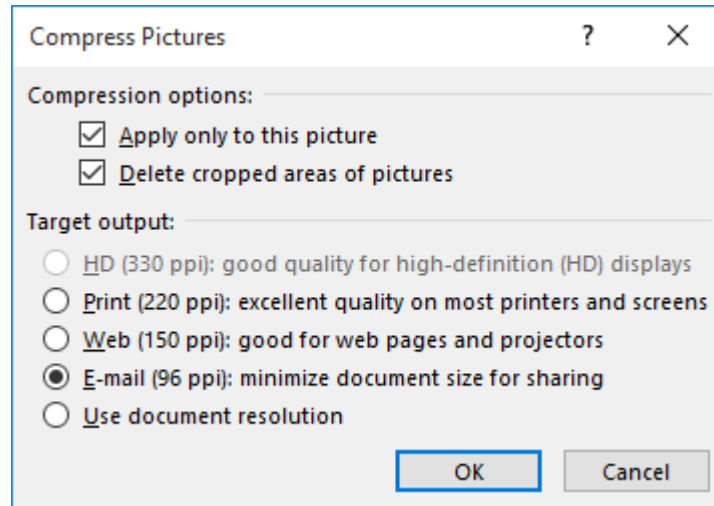 Compress Pictures
Compression options:
Apply only to this picture
Delete cropped areas of pictures
Target output:
HD (330 ppi): good quality for high-definition (HD) displays
Print (220 ppi): excellent quality on most printers and screens
Web (150 ppi): good for web pages and projectors
E-mail (96 ppi): minimize document size for sharing
Use document resolution
OK Cancel